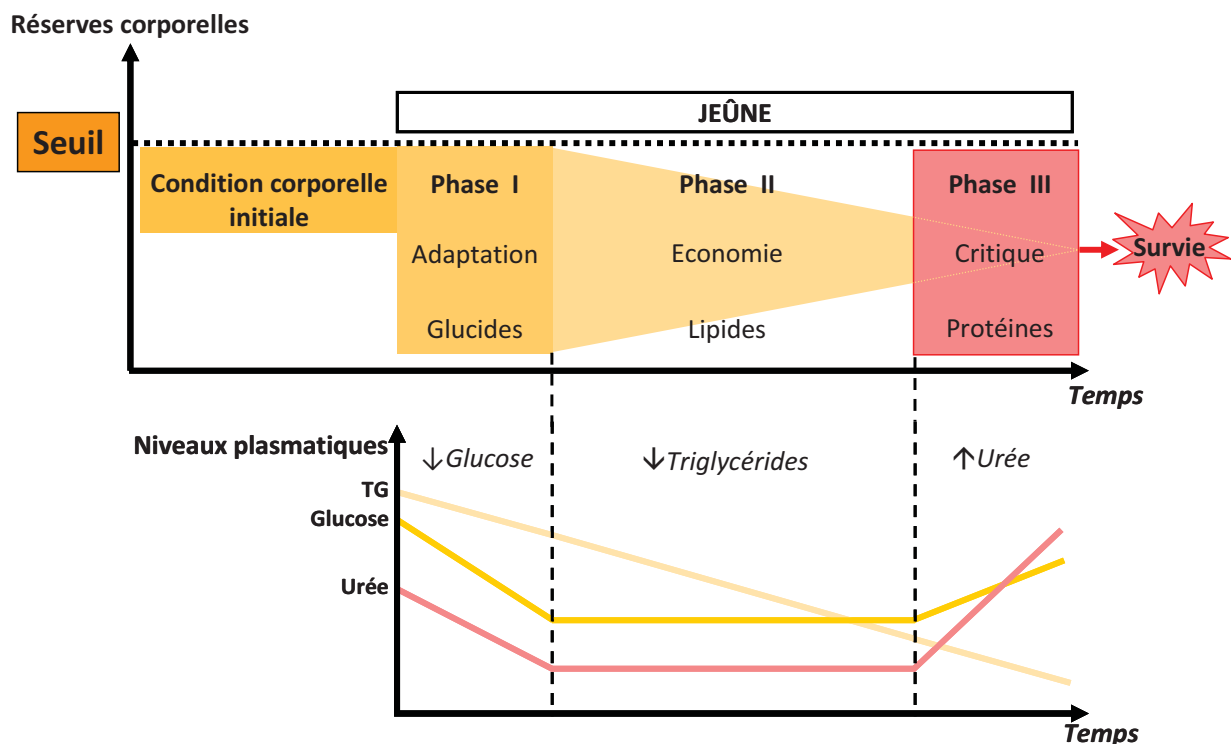 Réserves corporelles
JEÛNE
Seuil
Condition corporelle
initiale
Phase I
Phase II
Phase III
Adaptation
Economie
Critique
Survie
Glucides
Lipides
Protéines
Temps
Niveaux plasmatiques
↓Glucose
↓Triglycérides
↑Urée
TG
Glucose
Urée
Temps